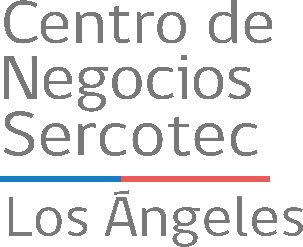 Centro de
Negocios
Sercotec
Los Ángeles